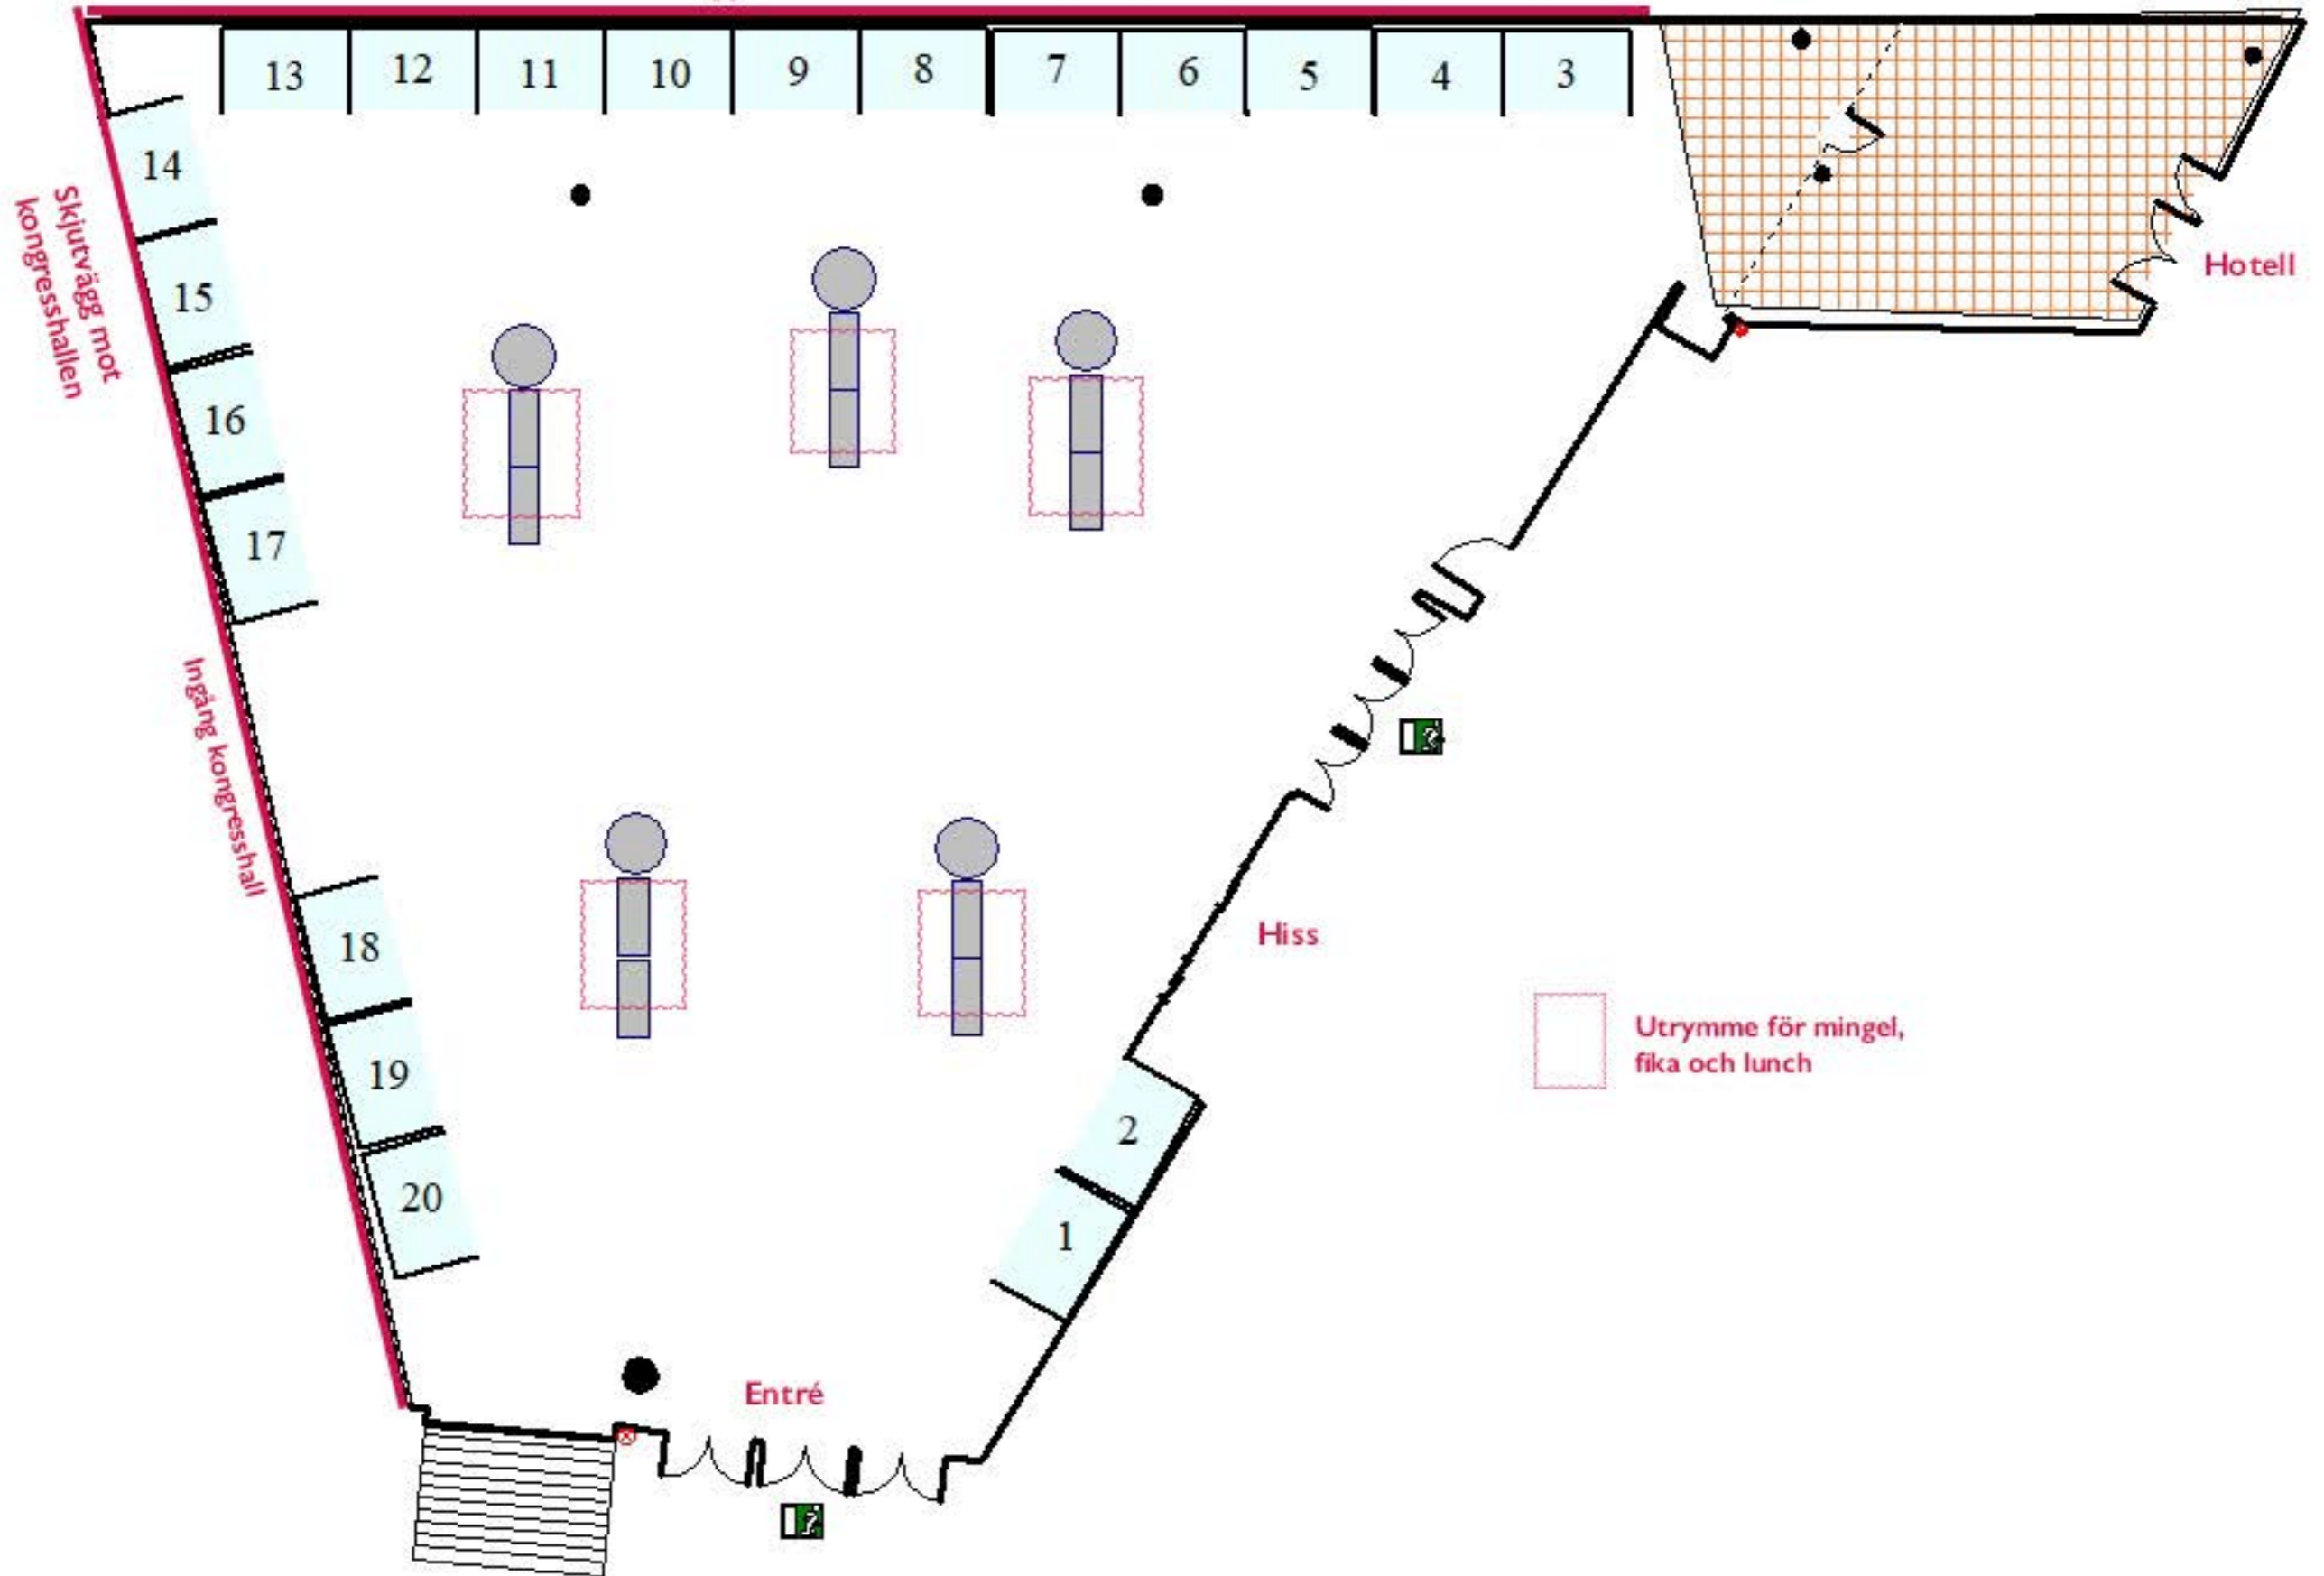 13 12 11 10 9 8 7 6 5 4 3
14
15
16
17
18
19
20
2
1
Skjutvägg mot
kongresshallen
Ingång kongresshall
Hotell
Hiss
Utrymme för mingel,
fika och lunch
Entré